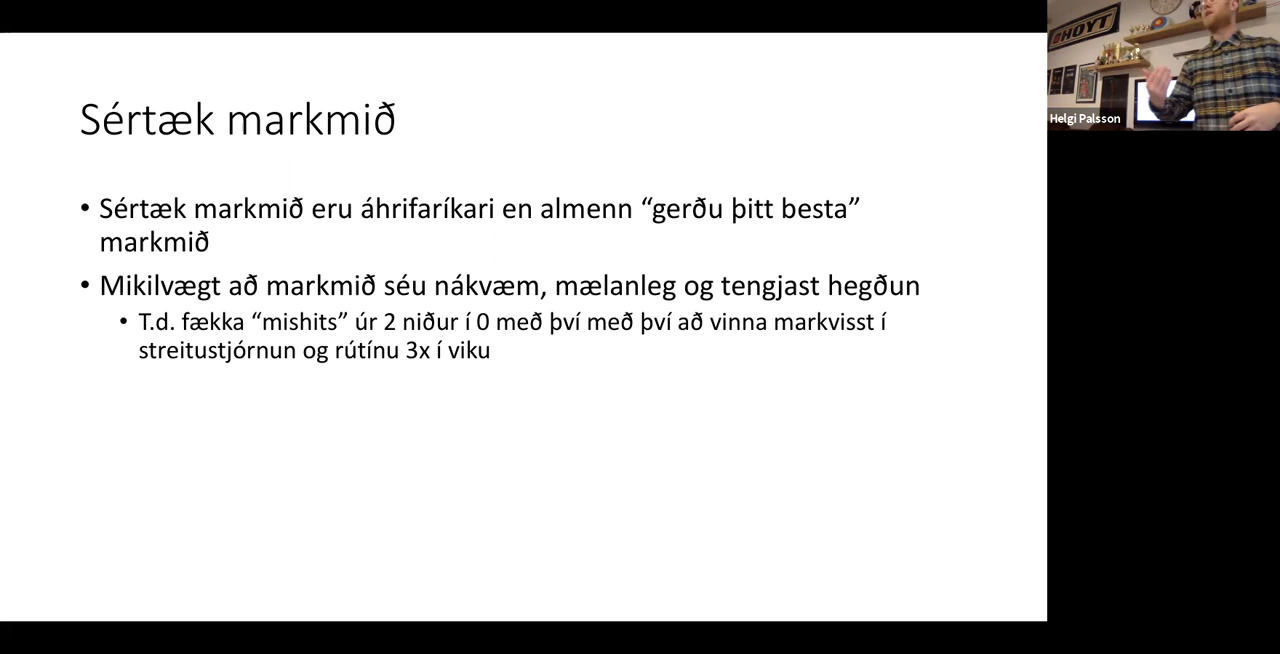 Sértæk markmið
• Sértæk markmið eru áhrifaríkari en almenn “gerðu þitt besta”
markmið
• Mikilvægt að markmið séu nákvæm, mælanleg og tengjast hegðun
• T.d. fækka “mishits” úr 2 niður í 0 með því með því að vinna markvisst í
streitustjórnun og rútínu 3x í viku
HOYT
Helgi Palsson